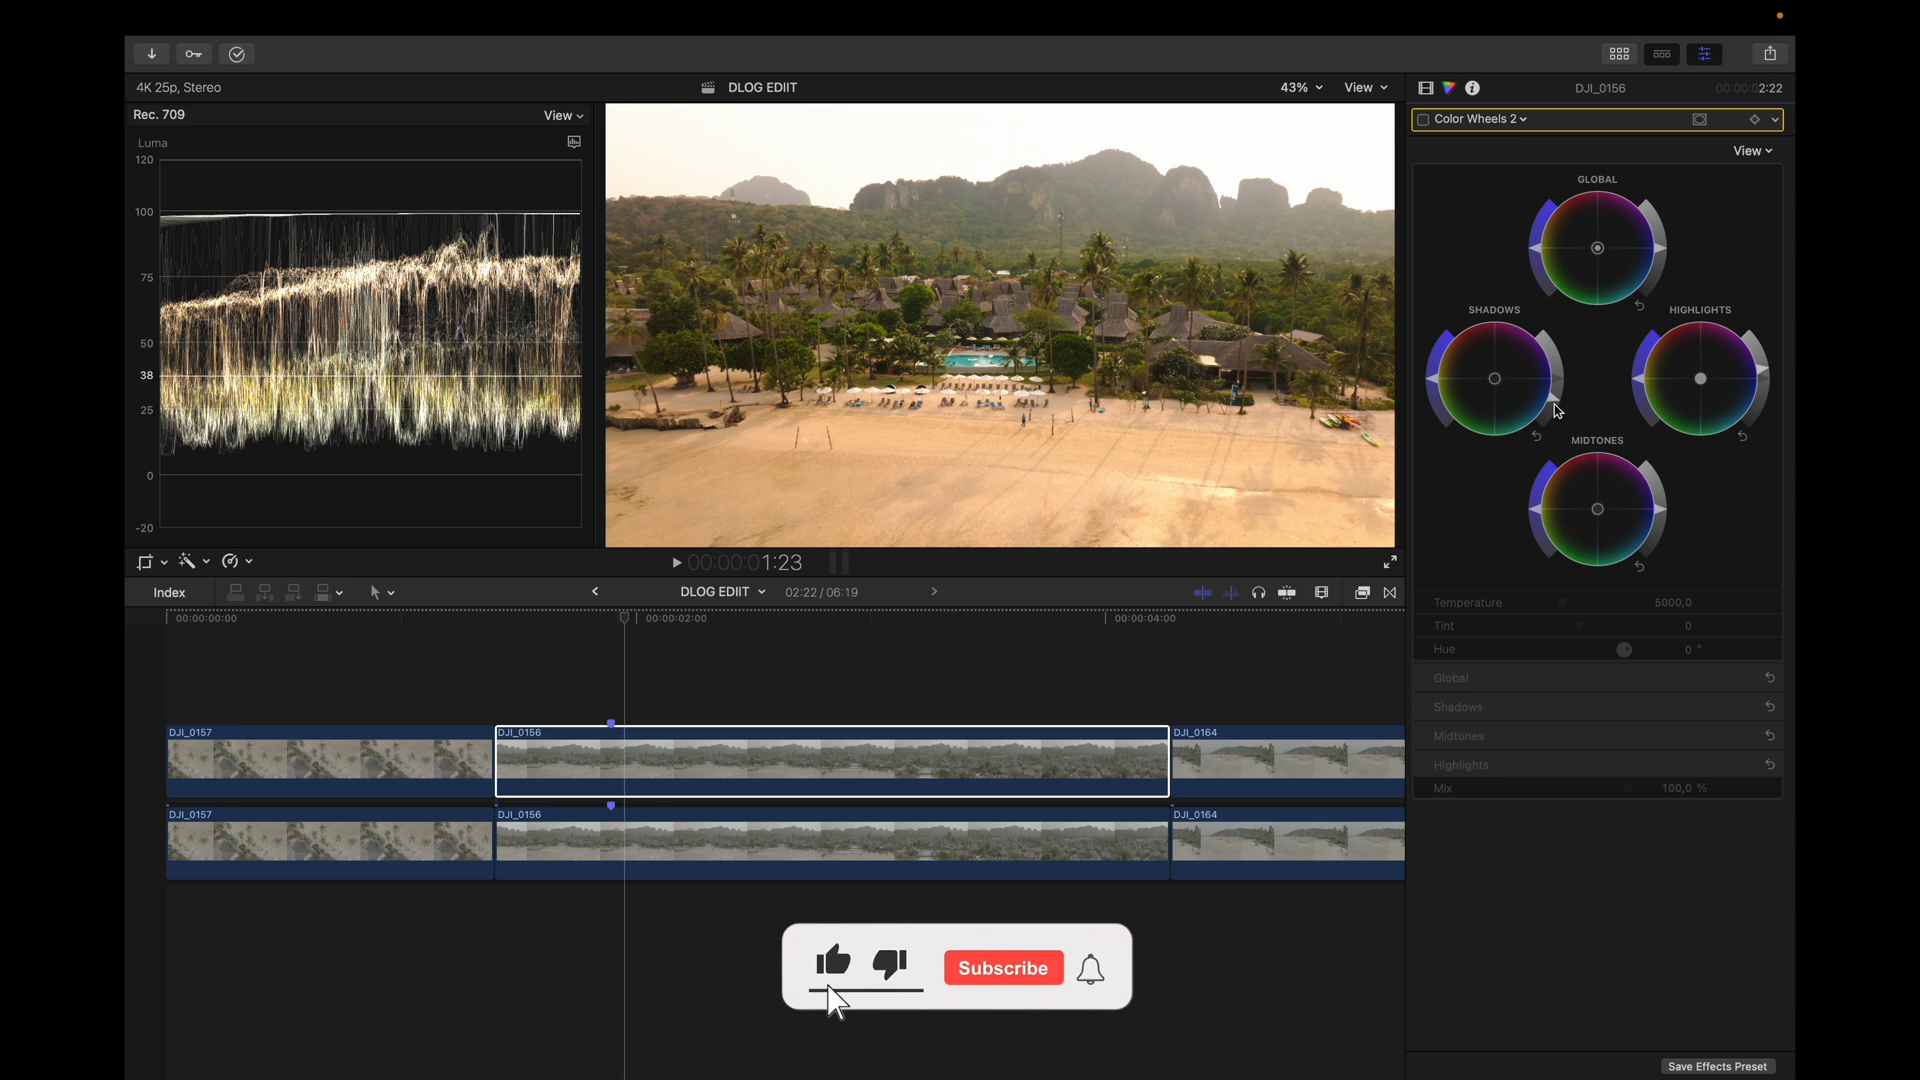 4K 25p, Stereo
DLOG EDIIT
43%
View
DJI_0156
00:00:02:22
Rec. 709
View
Color Wheels 2
Luma
View
120
100
75
50
38
25
0
-20
GLOBAL
SHADOWS
HIGHLIGHTS
MIDTONES
00:00:01:23
Index
DLOG EDIIT
02:22 / 06:19
Temperature
5000,0
Tint
0
Hue
0 °
00:00:00:00
00:00:02:00
00:00:04:00
Global
Shadows
Midtones
Highlights
Mix
100,0 %
DJI_0157
DJI_0156
DJI_0164
DJI_0157
DJI_0156
DJI_0164
Subscribe
Save Effects Preset